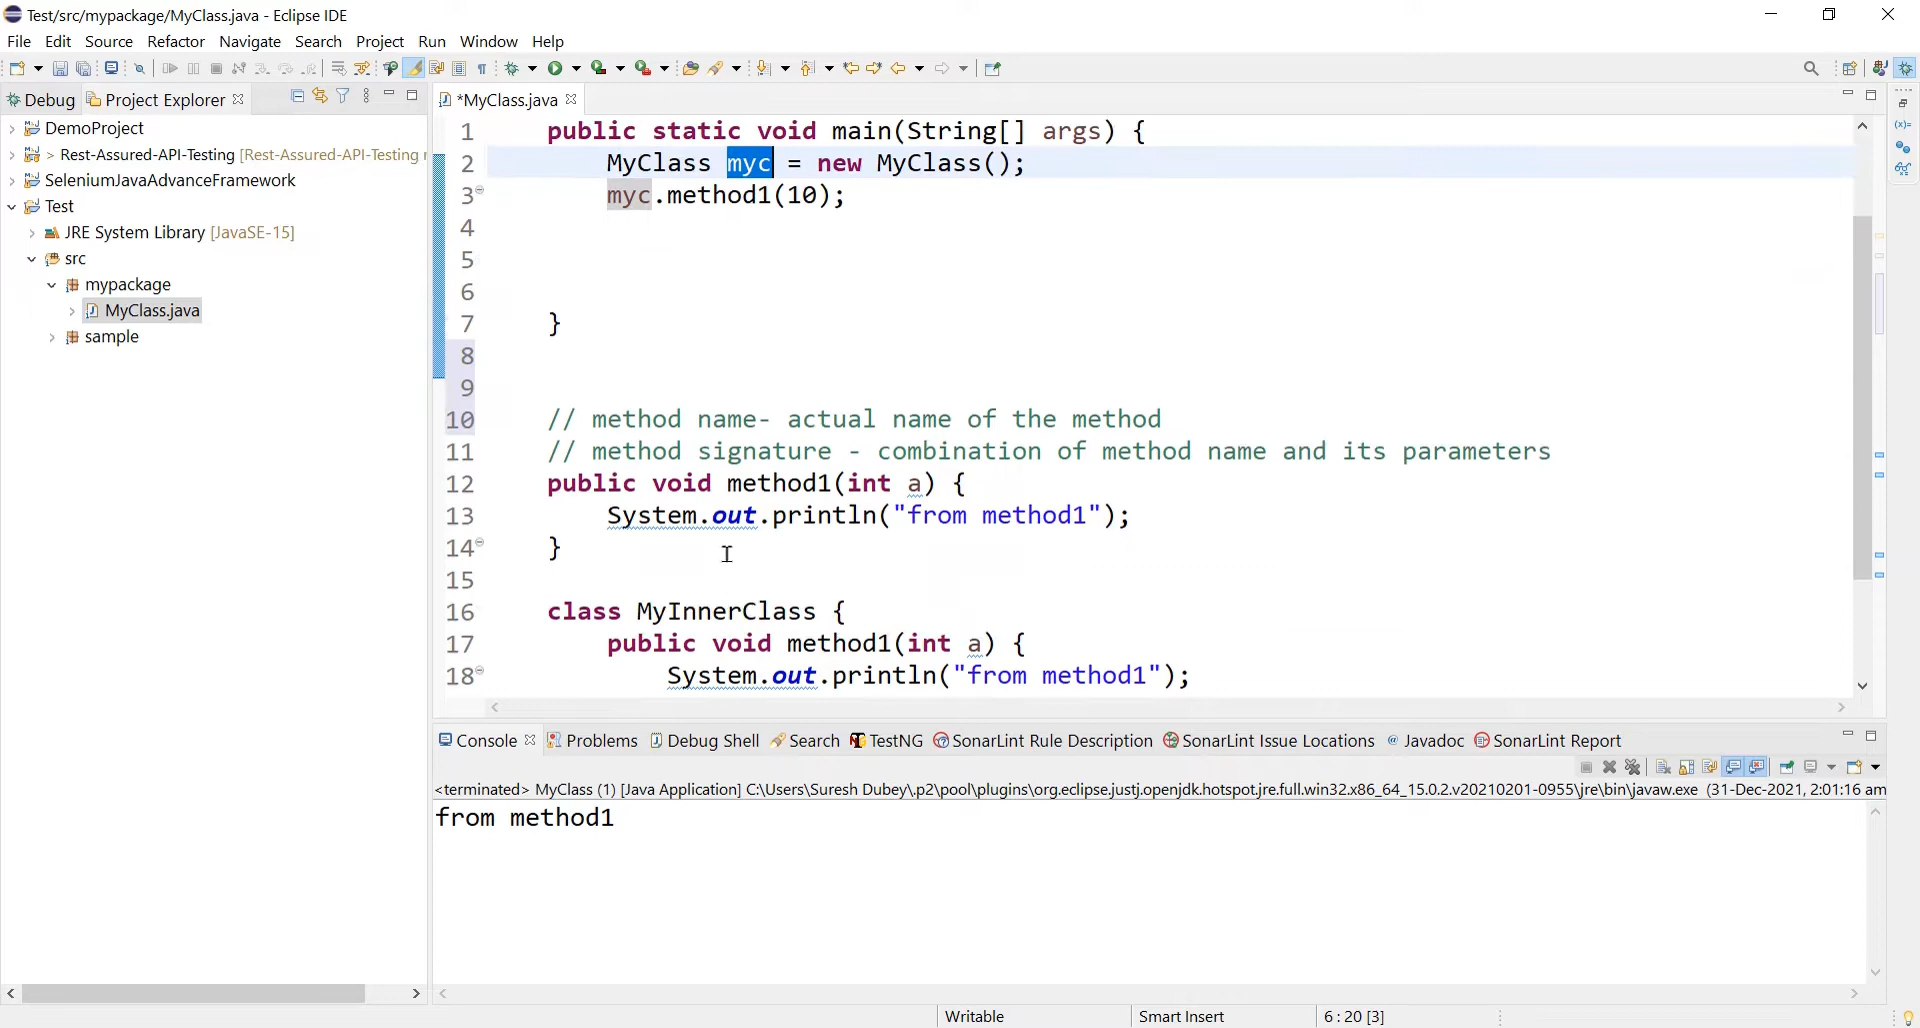 Test/src/mypackage/MyClass.java - Eclipse IDE
File Edit Source Refactor Navigate Search Project Run Window Help
Debug Project Explorer
*MyClass.java
DemoProject
> Rest-Assured-API-Testing [Rest-Assured-API-Testing
SeleniumJavaAdvanceFramework
Test
JRE System Library [JavaSE-15]
src
mypackage
MyClass.java
sample
1 public static void main(String[] args) {
2 MyClass myc = new MyClass();
3 myc.method1(10);
4
5
6
7 }
8
9
10 // method name- actual name of the method
11 // method signature - combination of method name and its parameters
12 public void method1(int a) {
13 System.out.println("from method1");
14 }
15
16 class MyInnerClass {
17 public void method1(int a) {
18 System.out.println("from method1");
Console Problems Debug Shell Search TestNG SonarLint Rule Description SonarLint Issue Locations Javadoc SonarLint Report
<terminated> MyClass (1) [Java Application] C:\Users\Suresh Dubey\.p2\pool\plugins\org.eclipse.justj.openjdk.hotspot.jre.full.win32.x86_64_15.0.2.v20210201-0955\jre\bin\javaw.exe (31-Dec-2021, 2:01:16 am
from method1
Writable Smart Insert 6 : 20 [3]